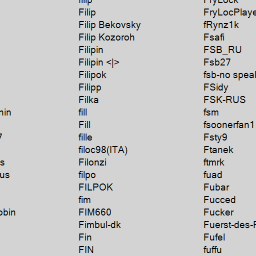 filip
FryLock
Filip
FryLocPlaye
Filip Bekovsky
fRynz1k
Filip Kozoroh
Fsafi
Filipin
FSB_RU
Filipin <|>
Fsb27
Filipok
fsb-no speal
Filipp
FSidy
Filka
FSK-RUS
nin
fill
fsm
Fill
fsoonerfan1
7
fille
Fsty9
filoc98(ITA)
Ftanek
s
Filonzi
ftmrk
us
filpo
fuad
FILPOK
Fubar
fim
Fucced
obin
FIM660
Fucker
Fimbul-dk
Fuerst-des-F
Fin
Fufel
FIN
fuffu